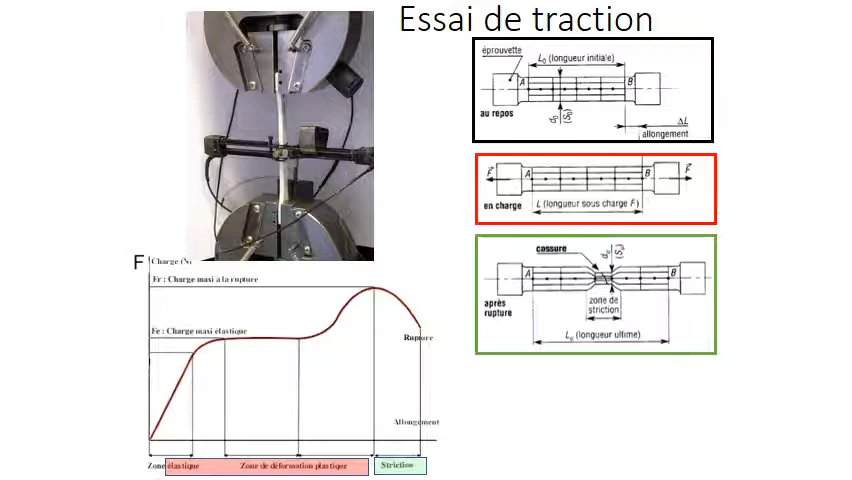 Essai de traction
éprouvette
L₀ (longueur initiale)
A
B
au repos
d₀
(S₀)
ΔL
allongement
F
A
B
F
en charge
L (longueur sous charge F)
cassure
A
B
après
rupture
zone de
striction
Lu (longueur ultime)
F
Charge (N)
Fr : Charge maxi à la rupture
Fe : Charge maxi élastique
Rupture
Allongement
Zone élastique
Zone de déformation plastique
Striction